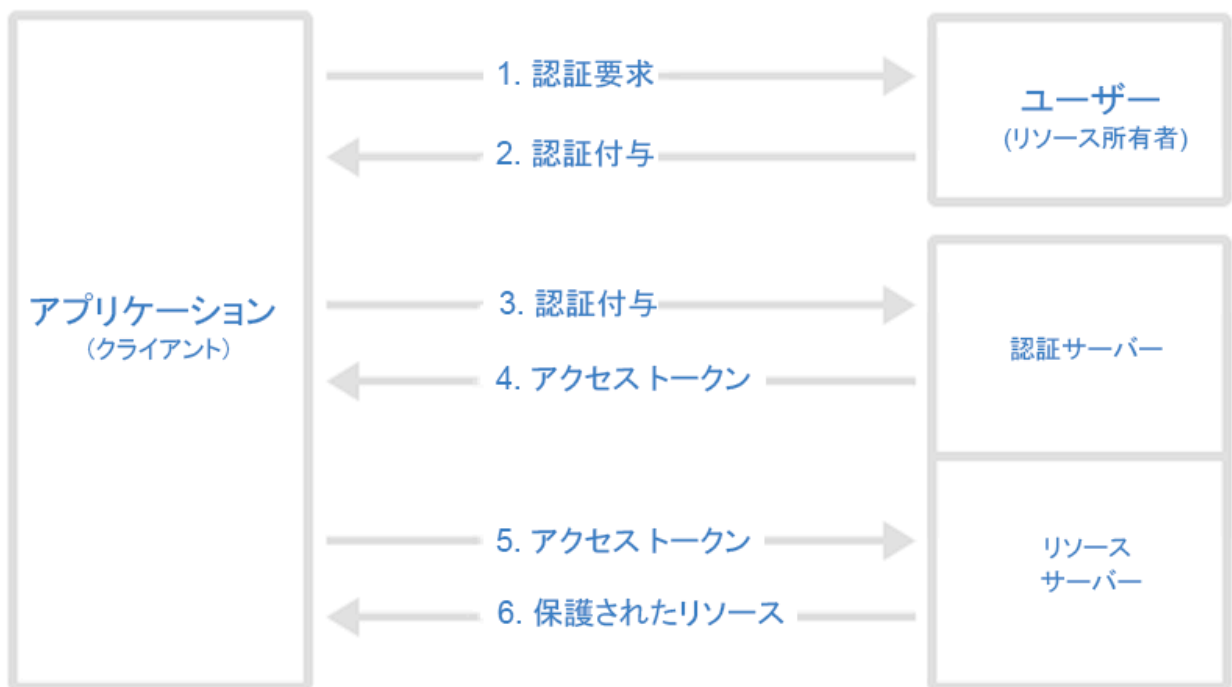 1. 認証要求
ユーザー
(リソース所有者)
2. 認証付与
アプリケーション
(クライアント)
3. 認証付与
認証サーバー
4. アクセストークン
5. アクセストークン
リソース
サーバー
6. 保護されたリソース